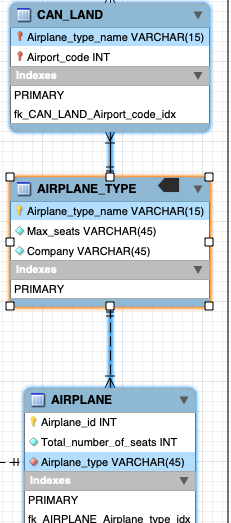 CAN_LAND
Airplane_type_name VARCHAR(15)
Airport_code INT
Indexes
PRIMARY
fk_CAN_LAND_Airport_code_idx
AIRPLANE_TYPE
Airplane_type_name VARCHAR(15)
Max_seats VARCHAR(45)
Company VARCHAR(45)
Indexes
PRIMARY
AIRPLANE
Airplane_id INT
Total_number_of_seats INT
Airplane_type VARCHAR(45)
Indexes
PRIMARY
fk_AIRPLANE_Airplane_type_idx